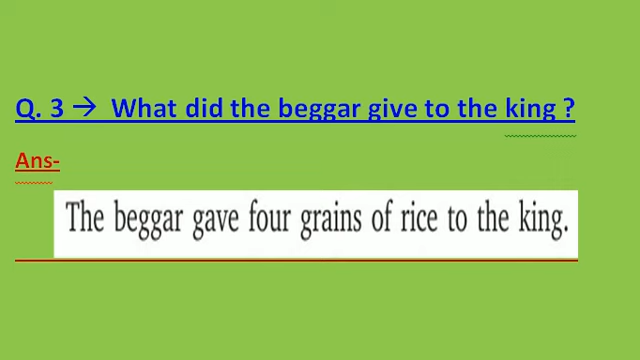 Q. 3 → What did the beggar give to the king ?
Ans-
The beggar gave four grains of rice to the king.